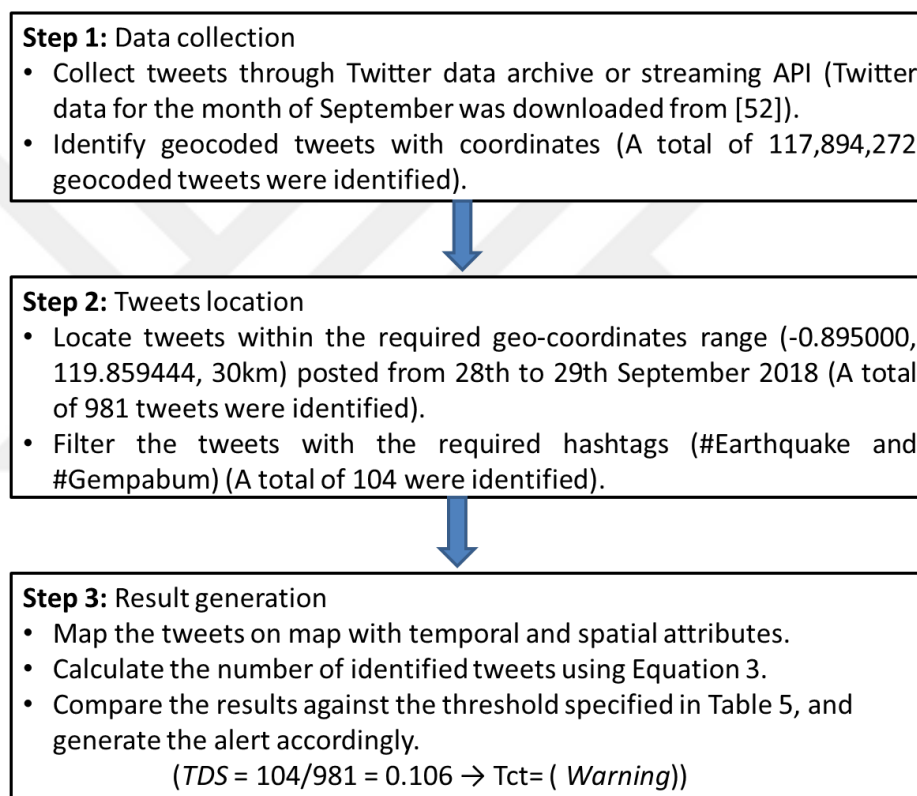 Step 1: Data collection
• Collect tweets through Twitter data archive or streaming API (Twitter
data for the month of September was downloaded from [52]).
• Identify geocoded tweets with coordinates (A total of 117,894,272
geocoded tweets were identified).
Step 2: Tweets location
• Locate tweets within the required geo-coordinates range (-0.895000,
119.859444, 30km) posted from 28th to 29th September 2018 (A total
of 981 tweets were identified).
• Filter the tweets with the required hashtags (#Earthquake and
#Gempabum) (A total of 104 were identified).
Step 3: Result generation
• Map the tweets on map with temporal and spatial attributes.
• Calculate the number of identified tweets using Equation 3.
• Compare the results against the threshold specified in Table 5, and
generate the alert accordingly.
(TDS = 104/981 = 0.106 → Tct= ( Warning))